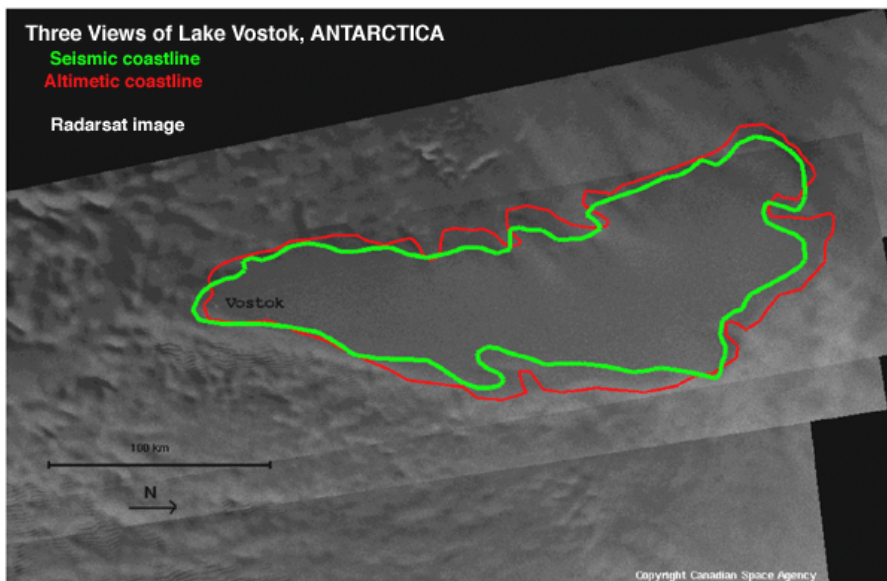 Three Views of Lake Vostok, ANTARCTICA
Seismic coastline
Altimetic coastline
Radarsat image
Vostok
100 km
N
Copyright Canadian Space Agency